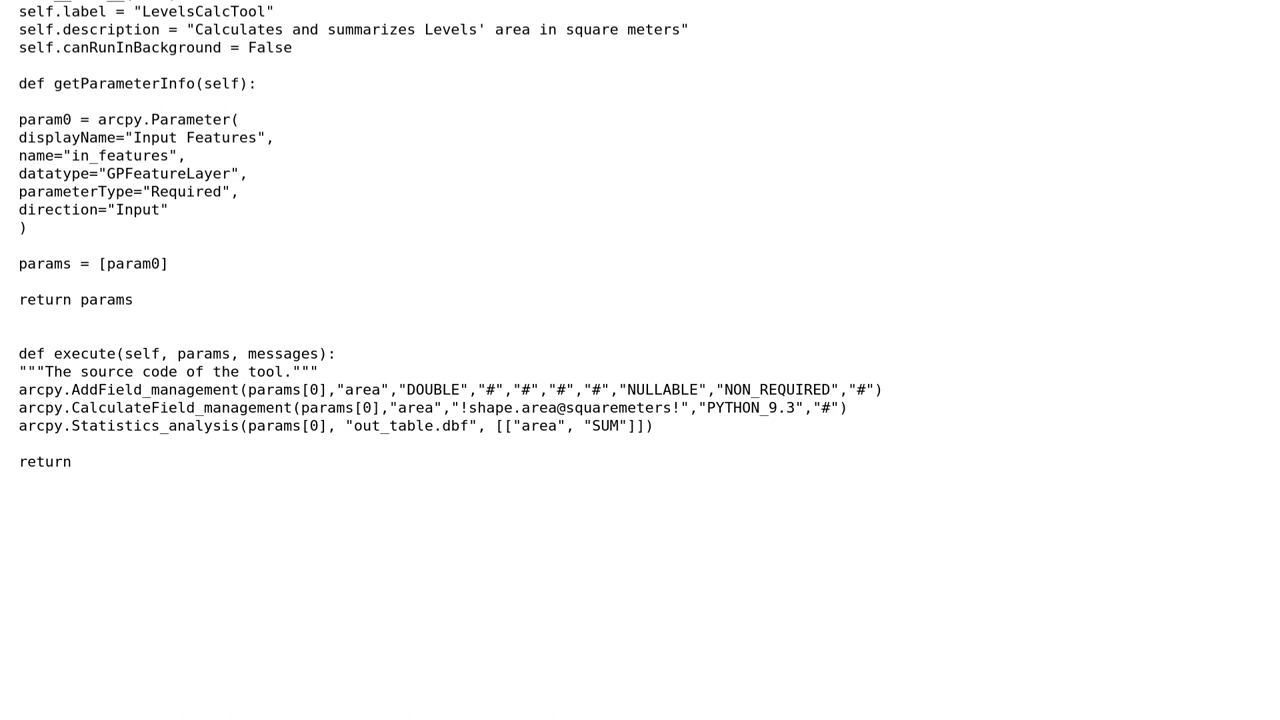 self.label = "LevelsCalcTool"
self.description = "Calculates and summarizes Levels' area in square meters"
self.canRunInBackground = False
def getParameterInfo(self):
param0 = arcpy.Parameter(
displayName="Input Features",
name="in_features",
datatype="GPFeatureLayer",
parameterType="Required",
direction="Input"
)
params = [param0]
return params
def execute(self, params, messages):
"""The source code of the tool."""
arcpy.AddField_management(params[0],"area","DOUBLE","#","#","#","#","NULLABLE","NON_REQUIRED","#")
arcpy.CalculateField_management(params[0],"area","!shape.area@squaremeters!","PYTHON_9.3","#")
arcpy.Statistics_analysis(params[0], "out_table.dbf", [["area", "SUM"]])
return